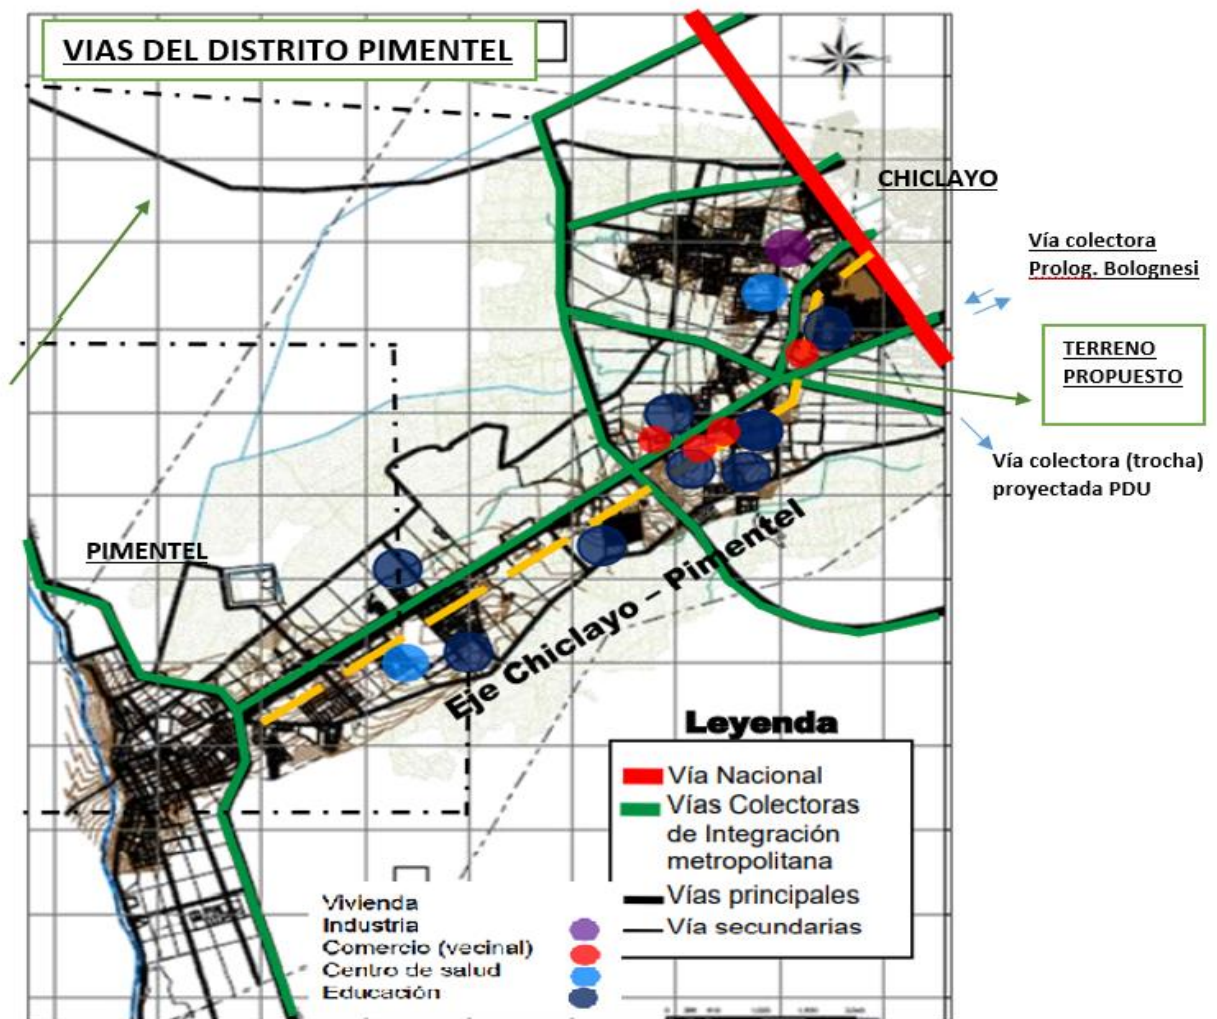 VIAS DEL DISTRITO PIMENTEL
CHICLAYO
Vía colectora
Prolog. Bolognesi
TERRENO
PROPUESTO
Vía colectora (trocha)
proyectada PDU
PIMENTEL
Eje Chiclayo – Pimentel
Leyenda
Vía Nacional
Vías Colectoras
de Integración
metropolitana
Vías principales
Vía secundarias
Vivienda
Industria
Comercio (vecinal)
Centro de salud
Educación